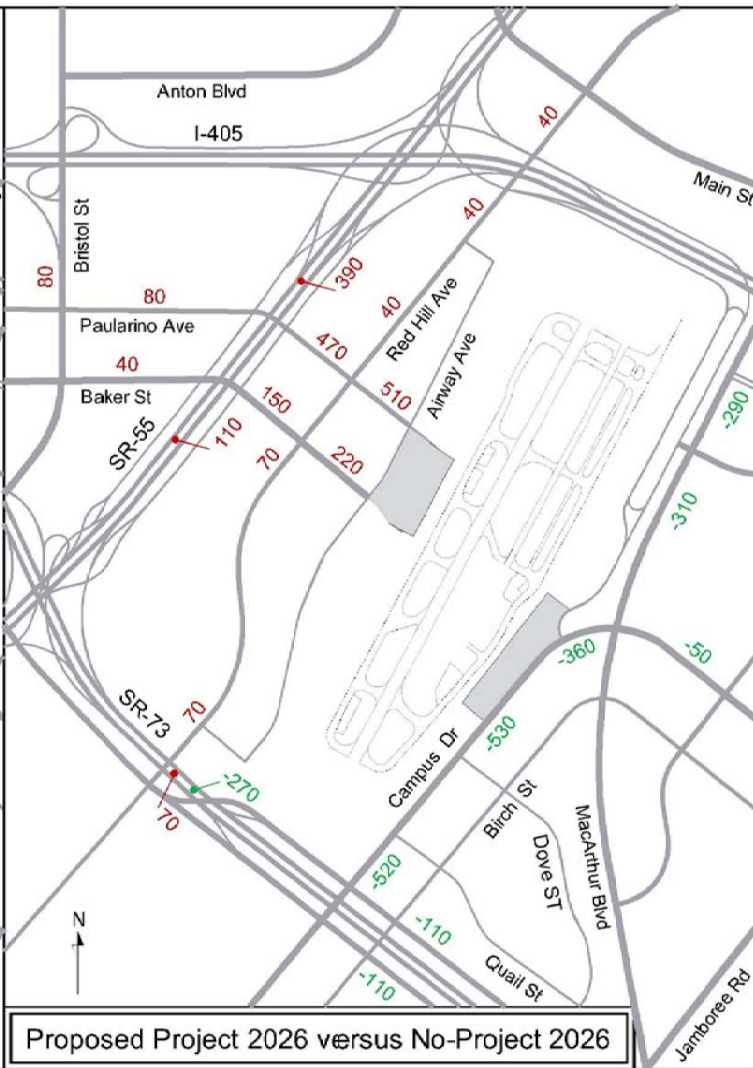 Anton Blvd
I-405
40
Main St
Bristol St
80
40
390
80
Paularino Ave
40
Red Hill Ave
470
40
Baker St
510
Airway Ave
150
SR-55
110
70
220
-290
-310
-360
-50
SR-73
70
-530
-270
70
Campus Dr
Birch St
Dove ST
MacArthur Blvd
-520
-110
-110
Quail St
N
Jamboree Rd
Proposed Project 2026 versus No-Project 2026